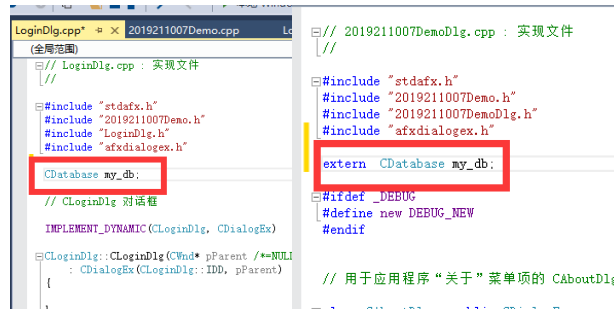 LoginDlg.cpp*
2019211007Demo.cpp
(全局范围)
// LoginDlg.cpp : 实现文件
//
#include "stdafx.h"
#include "2019211007Demo.h"
#include "LoginDlg.h"
#include "afxdialogex.h"
CDatabase my_db;
// CLoginDlg 对话框
IMPLEMENT_DYNAMIC(CLoginDlg, CDialogEx)
CLoginDlg::CLoginDlg(CWnd* pParent /*=NULL
: CDialogEx(CLoginDlg::IDD, pParent)
{
// 2019211007DemoDlg.cpp : 实现文件
//
#include "stdafx.h"
#include "2019211007Demo.h"
#include "2019211007DemoDlg.h"
#include "afxdialogex.h"
extern CDatabase my_db;
#ifdef _DEBUG
#define new DEBUG_NEW
#endif
// 用于应用程序“关于”菜单项的 CAboutDlg